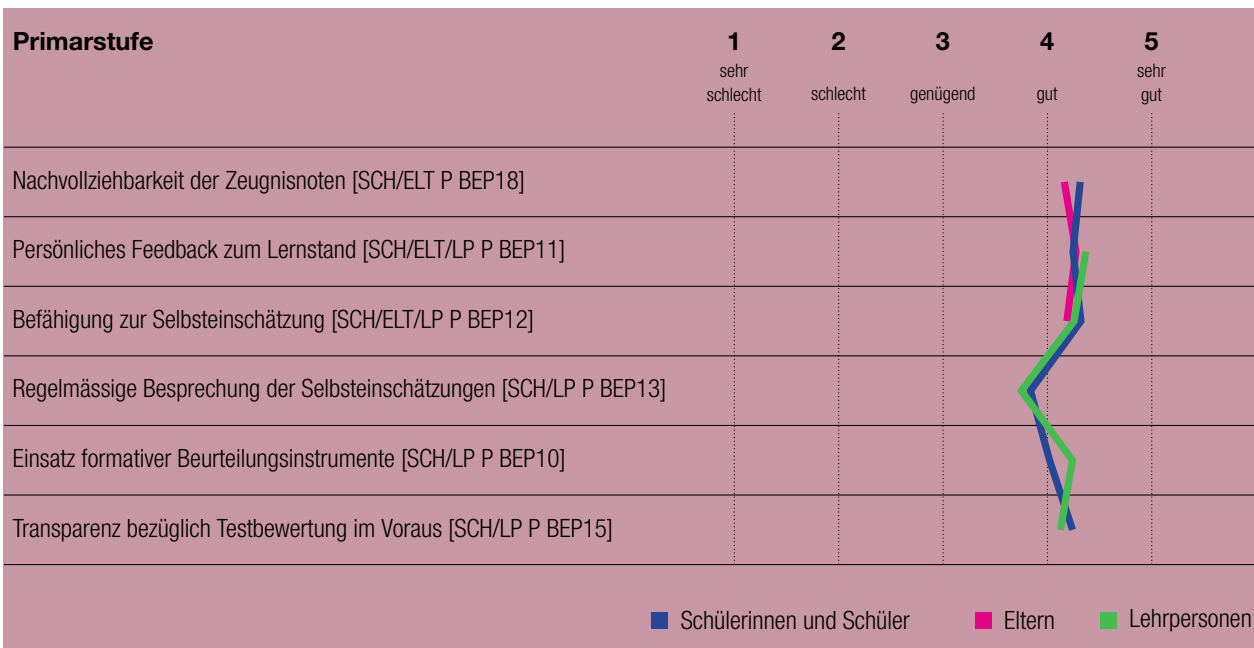 Primarstufe 1 2 3 4 5
sehr schlecht schlecht genügend gut sehr gut
Nachvollziehbarkeit der Zeugnisnoten [SCH/ELT P BEP18]
Persönliches Feedback zum Lernstand [SCH/ELT/LP P BEP11]
Befähigung zur Selbsteinschätzung [SCH/ELT/LP P BEP12]
Regelmässige Besprechung der Selbsteinschätzungen [SCH/LP P BEP13]
Einsatz formativer Beurteilungsinstrumente [SCH/LP P BEP10]
Transparenz bezüglich Testbewertung im Voraus [SCH/LP P BEP15]
Schülerinnen und Schüler Eltern Lehrpersonen